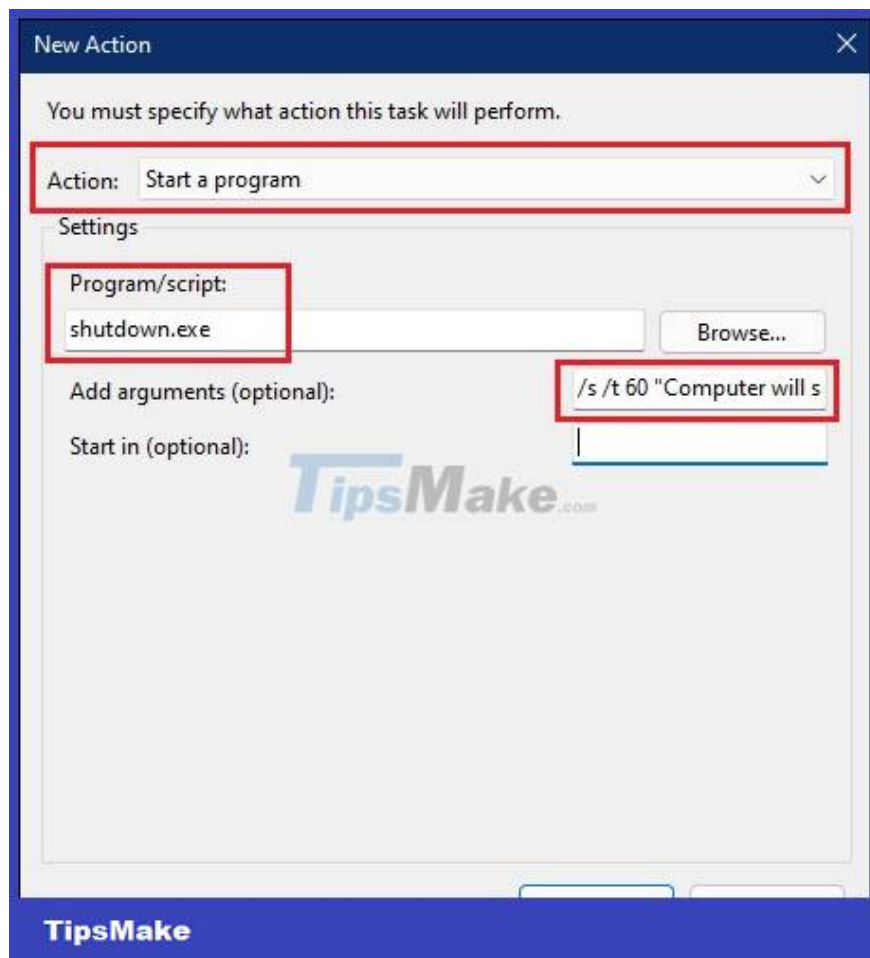 New Action
You must specify what action this task will perform.
Action: Start a program
Settings
Program/script:
shutdown.exe Browse...
Add arguments (optional): /s /t 60 "Computer will s
Start in (optional):
TipsMake.com
TipsMake